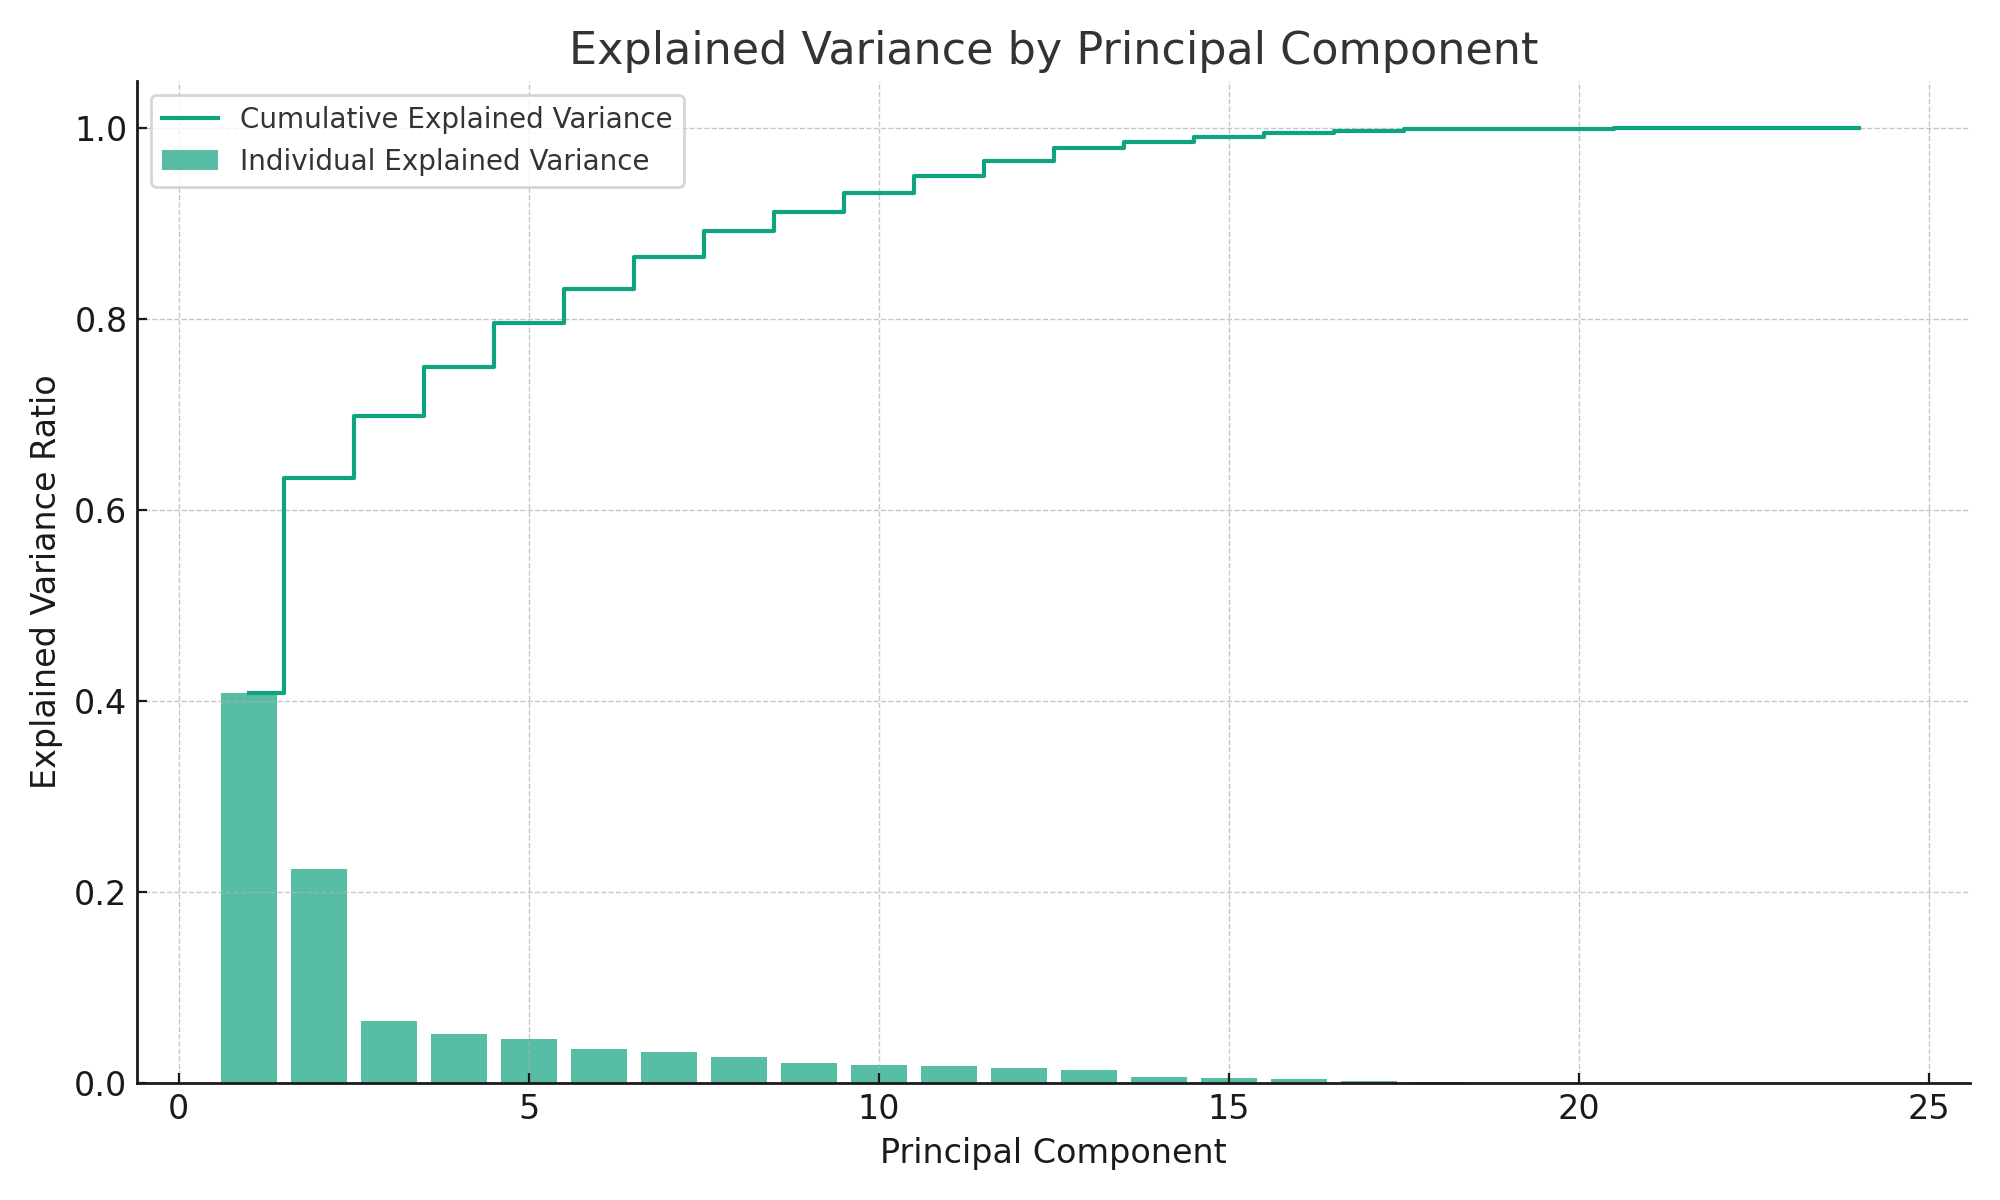 Explained Variance by Principal Component
Cumulative Explained Variance
Individual Explained Variance
Explained Variance Ratio
1.0
0.8
0.6
0.4
0.2
0.0
0 5 10 15 20 25
Principal Component